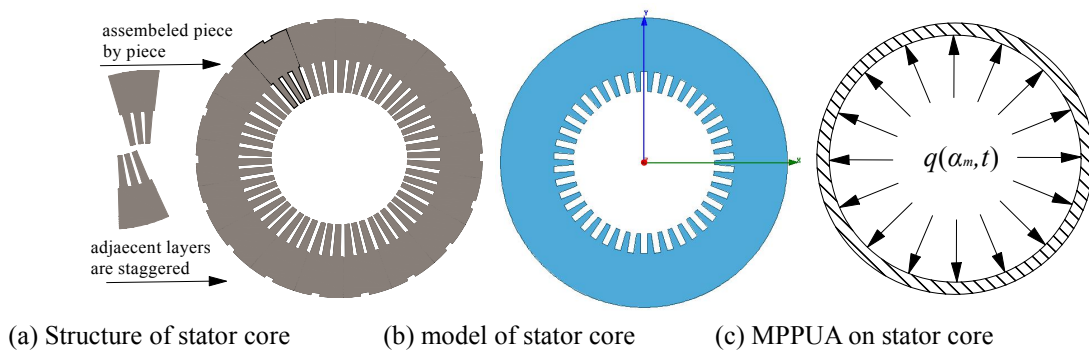 assembeled piece
by piece
adjaecent layers
are staggered
Y
X
q(αm,t)
(a) Structure of stator core
(b) model of stator core
(c) MPPUA on stator core